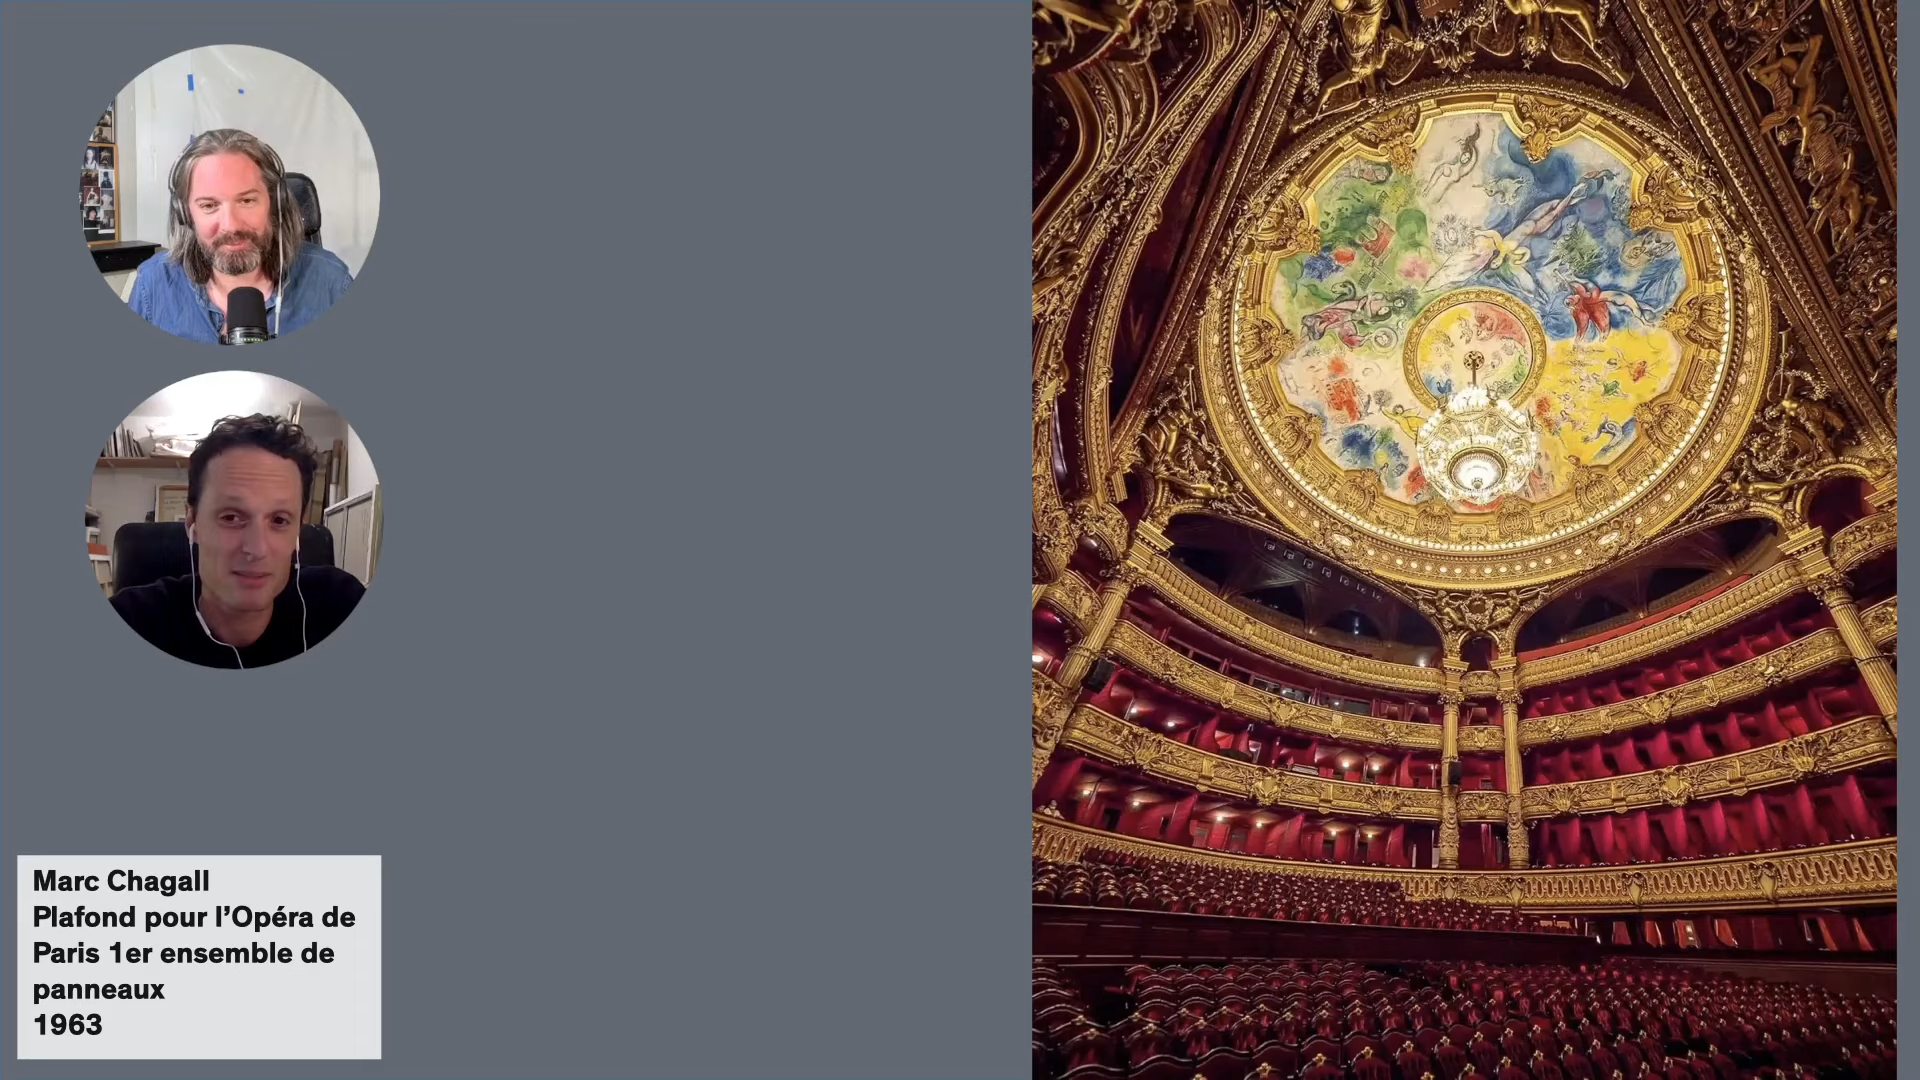 Marc Chagall
Plafond pour l’Opéra de
Paris 1er ensemble de
panneaux
1963